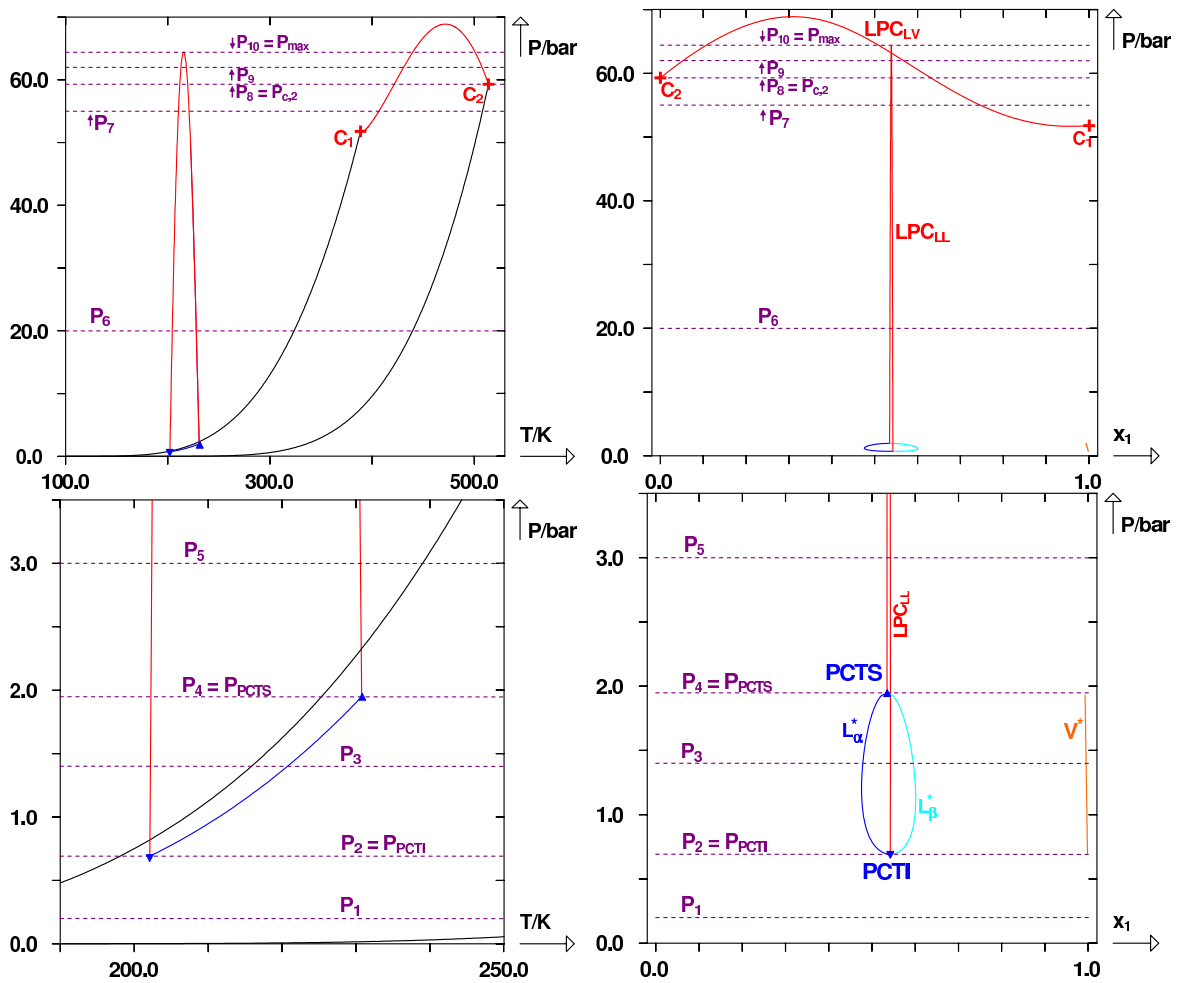 P/bar
↓P10 = Pmax
↑P9
↑P8 = Pc,2
↑P7
C2
C1
P6
60.0
40.0
20.0
0.0
T/K
100.0 300.0 500.0
P/bar
LPCLV
↓P10 = Pmax
↑P9
↑P8 = Pc,2
↑P7
C2
C1
LPCLL
P6
60.0
40.0
20.0
0.0
x1
0.0 1.0
P/bar
P5
3.0
P4 = PPCTS
2.0
P3
1.0
P2 = PPCTI
P1
0.0
T/K
200.0 250.0
P/bar
P5
3.0
LPCLL
PCTS
P4 = PPCTS
2.0
L*α
V*
P3
L*β
1.0
P2 = PPCTI
PCTI
P1
0.0
x1
0.0 1.0